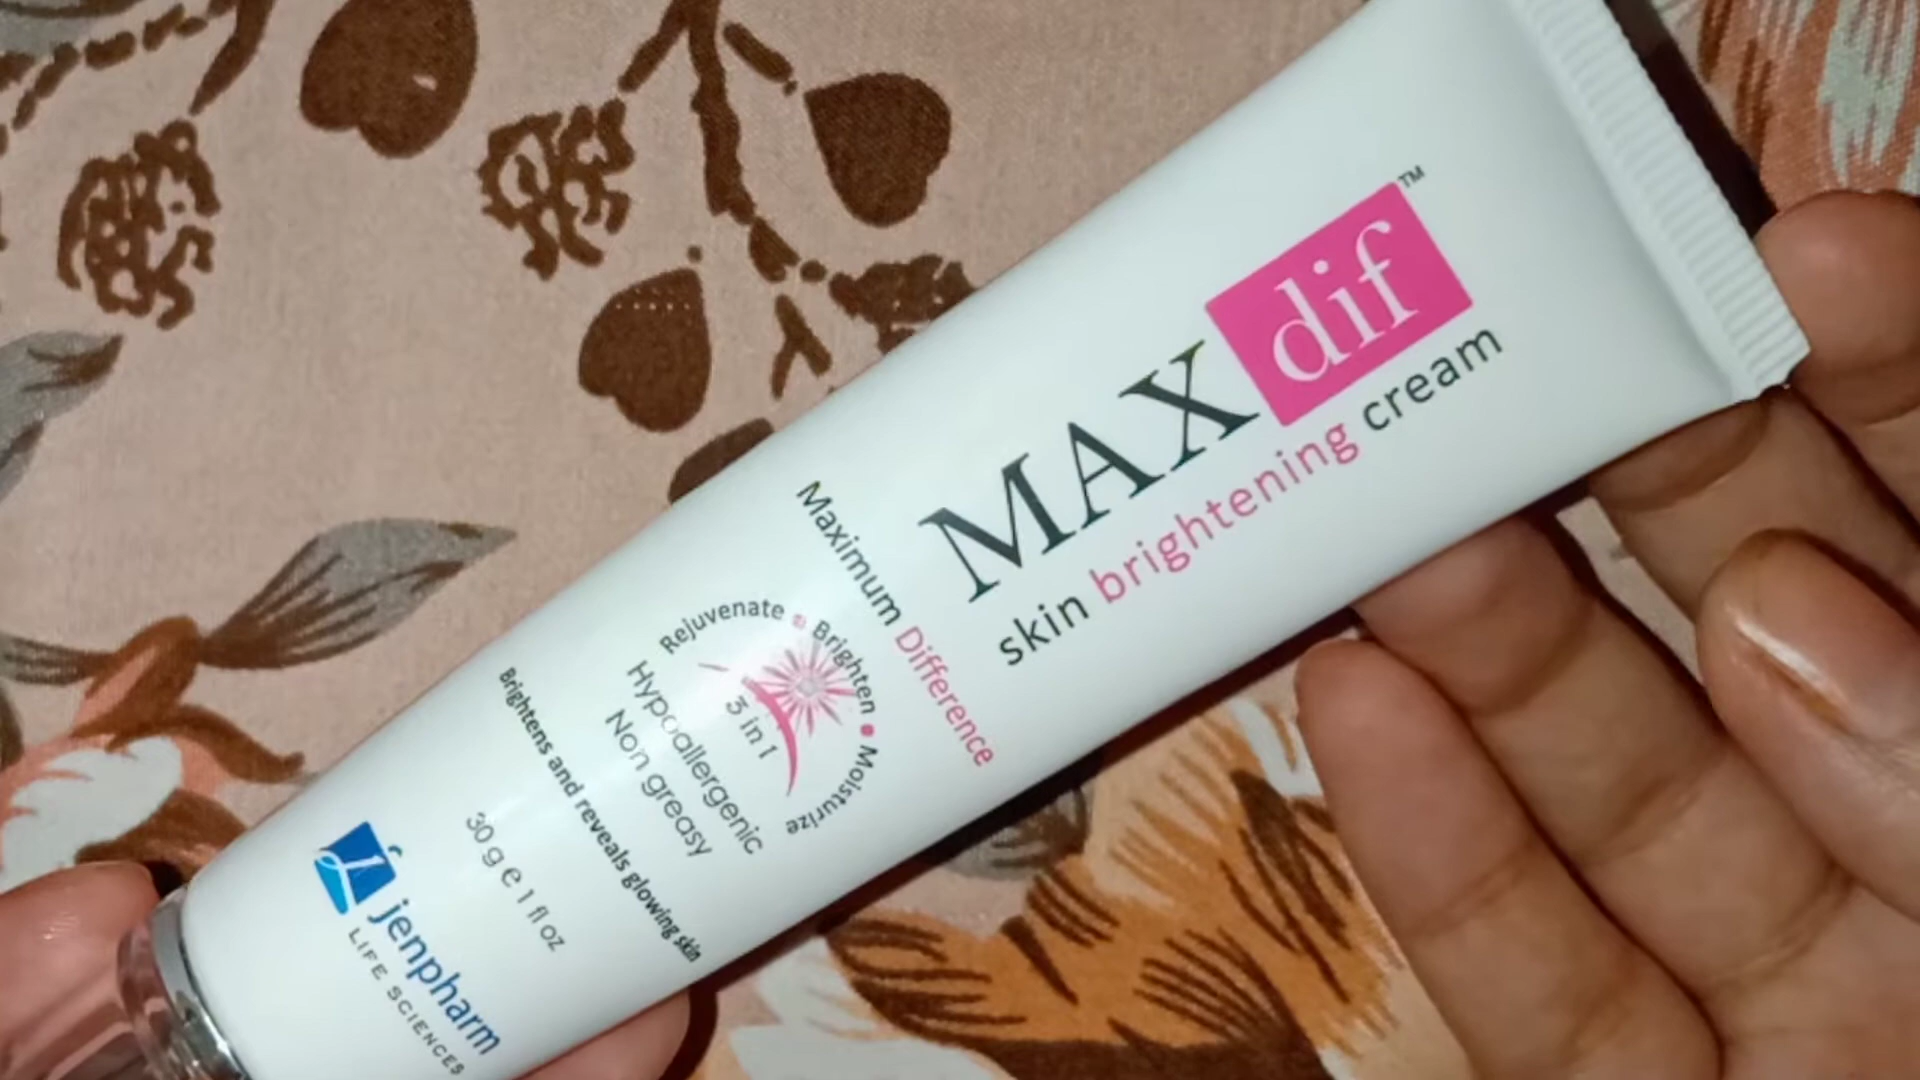 MAX dif™
skin brightening cream
Maximum Difference
Rejuvenate • Brighten • Moisturize
3 in 1
Hypoallergenic
Non greasy
Brightens and reveals glowing skin
30 g e 1 fl oz
jenpharm
LIFE SCIENCES